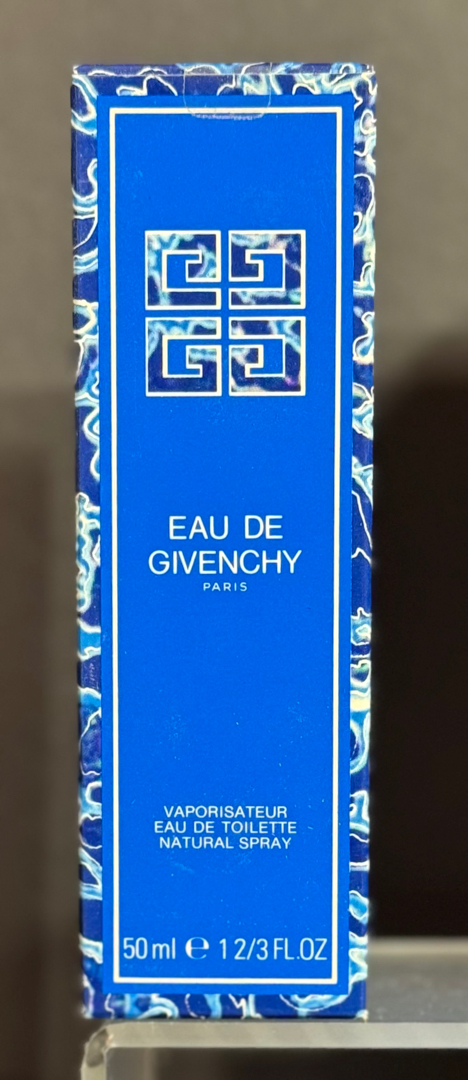 EAU DE
GIVENCHY
PARIS
VAPORISATEUR
EAU DE TOILETTE
NATURAL SPRAY
50 ml ℮ 1 2/3 FL.OZ